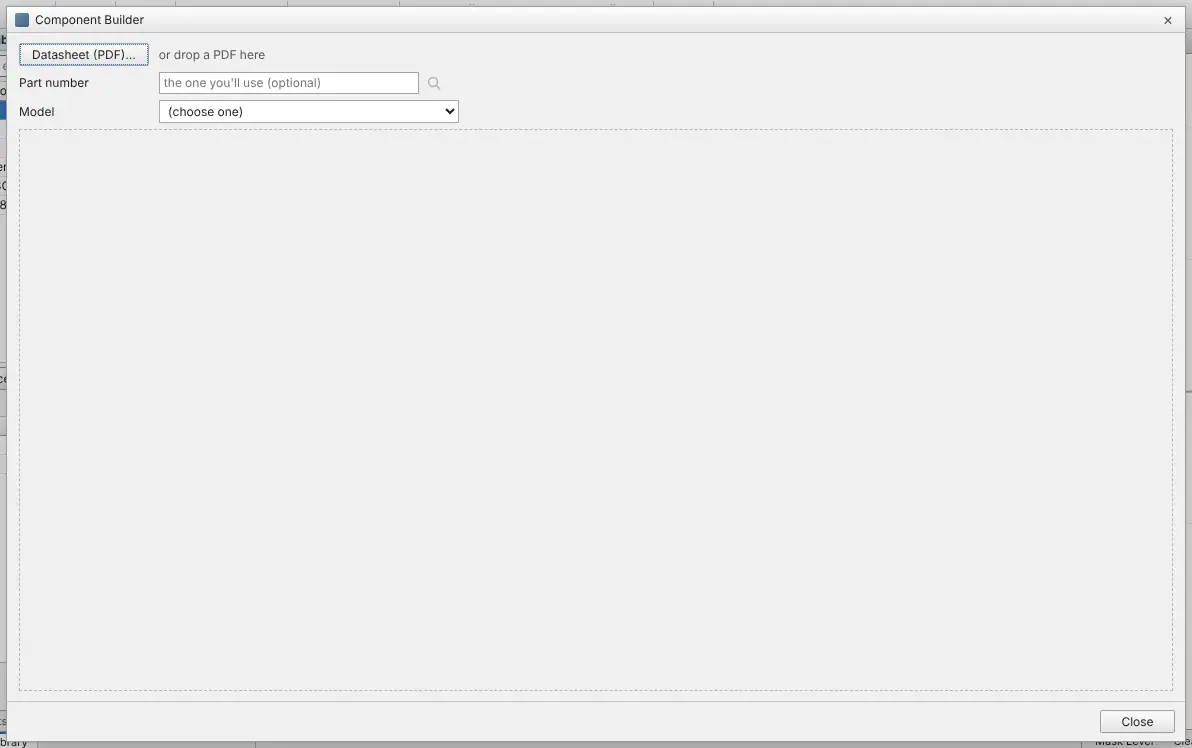 Component Builder
×
Datasheet (PDF)... or drop a PDF here
Part number the one you'll use (optional)
Model (choose one)
Close